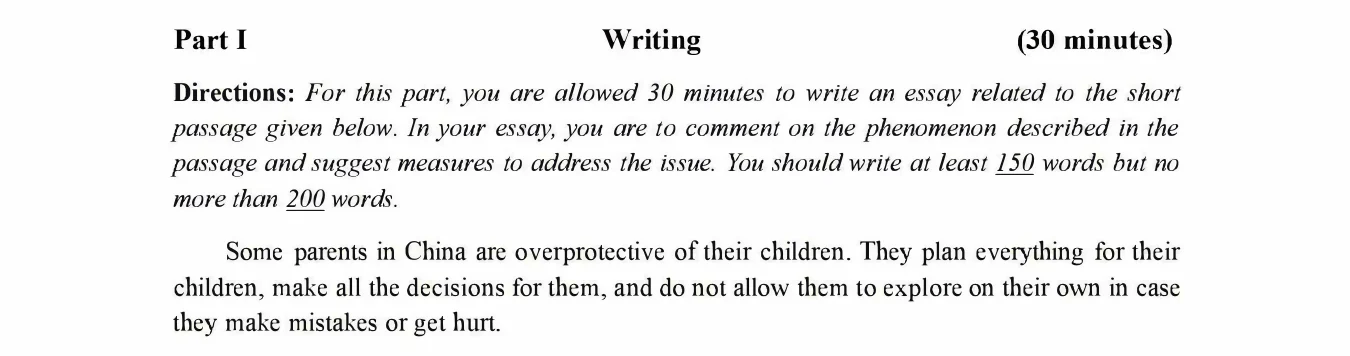 Part I Writing (30 minutes)
Directions: For this part, you are allowed 30 minutes to write an essay related to the short
passage given below. In your essay, you are to comment on the phenomenon described in the
passage and suggest measures to address the issue. You should write at least 150 words but no
more than 200 words.
Some parents in China are overprotective of their children. They plan everything for their
children, make all the decisions for them, and do not allow them to explore on their own in case
they make mistakes or get hurt.